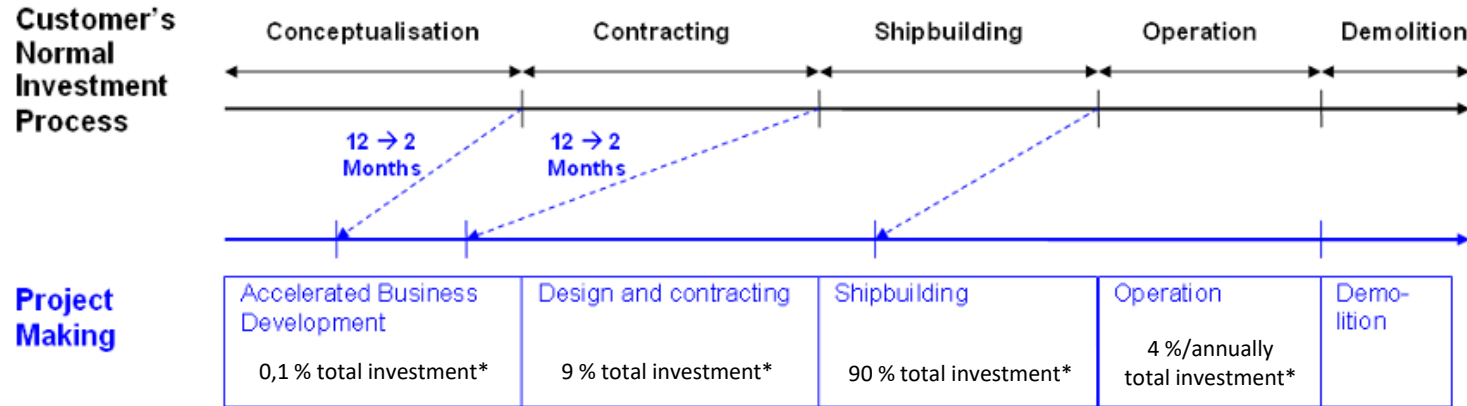 Customer's
Normal
Investment
Process
Conceptualisation
Contracting
Shipbuilding
Operation
Demolition
12 → 2
Months
12 → 2
Months
Project
Making
Accelerated Business
Development
0,1 % total investment*
Design and contracting
9 % total investment*
Shipbuilding
90 % total investment*
Operation
4 %/annually
total investment*
Demo-
lition